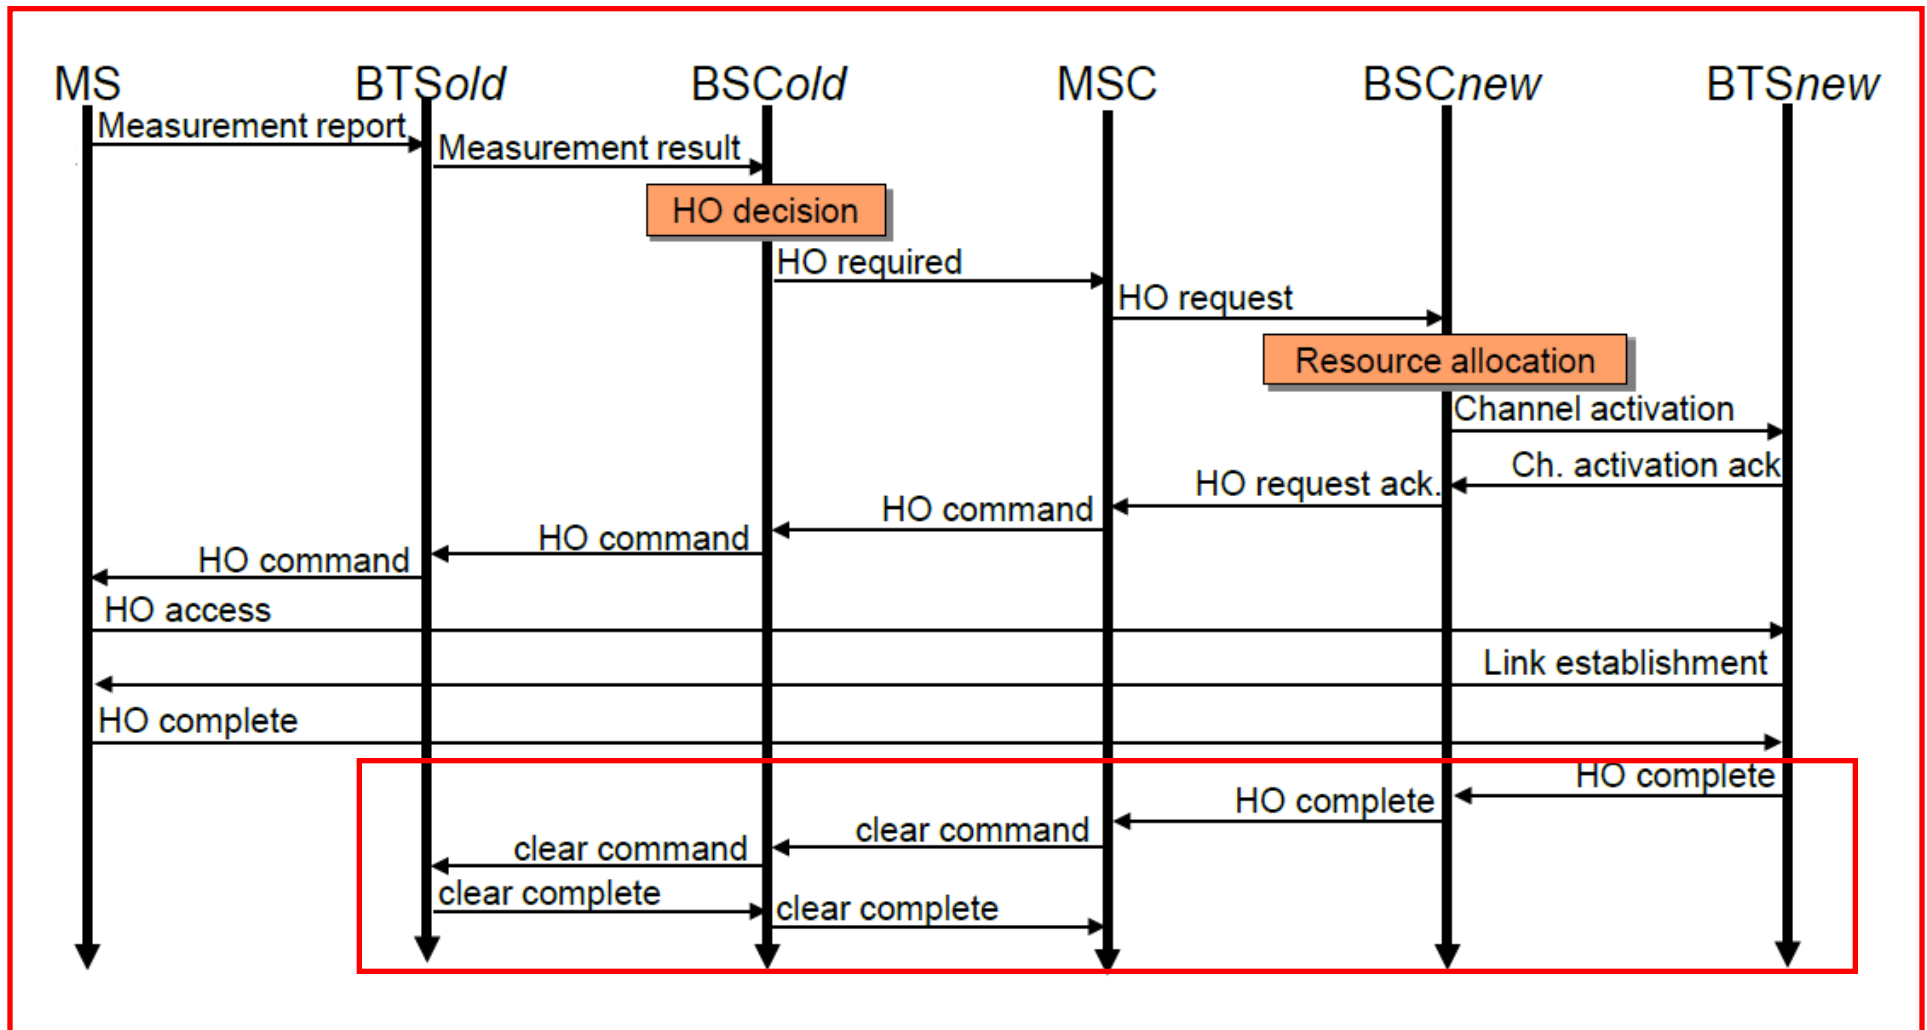 MS
BTSold
BSCold
MSC
BSCnew
BTSnew
Measurement report
Measurement result
HO decision
HO required
HO request
Resource allocation
Channel activation
Ch. activation ack
HO request ack.
HO command
HO command
HO command
HO access
Link establishment
HO complete
HO complete
HO complete
clear command
clear command
clear complete
clear complete